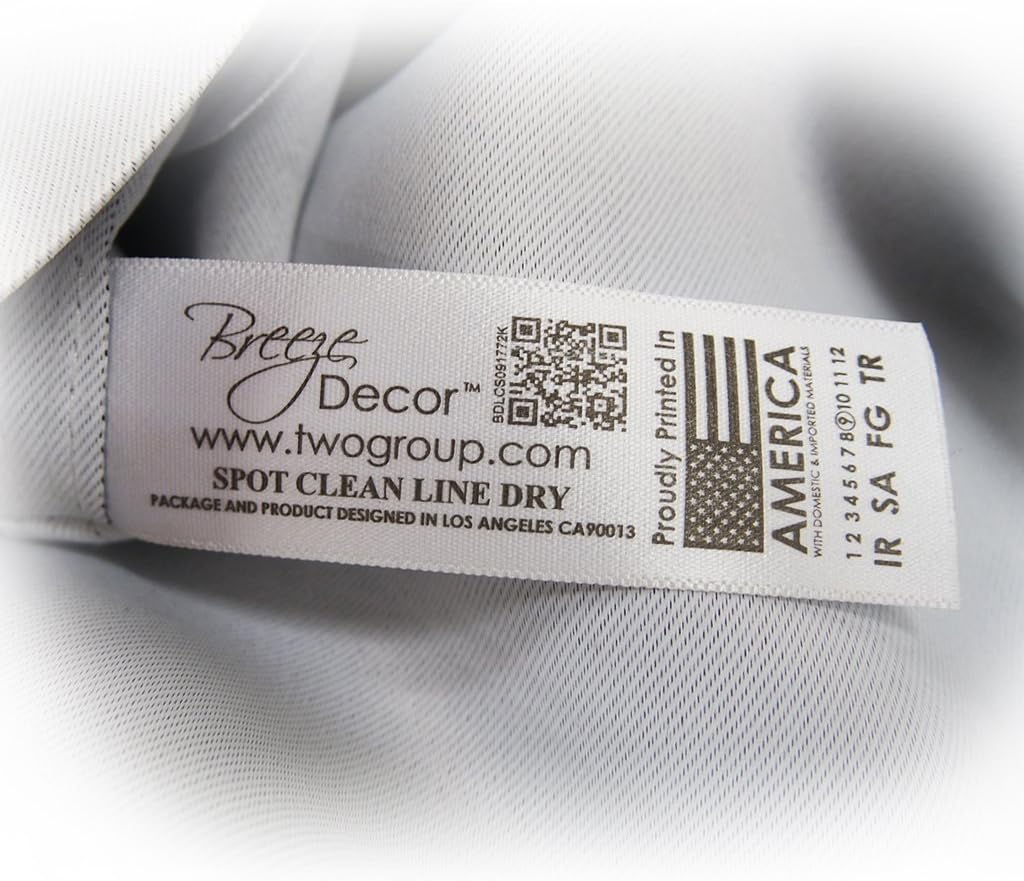 Breeze
Decor™
www.twogroup.com
SPOT CLEAN LINE DRY
PACKAGE AND PRODUCT DESIGNED IN LOS ANGELES CA90013
BDLCS091772K
Proudly Printed In
AMERICA
WITH DOMESTIC & IMPORTED MATERIALS
1 2 3 4 5 6 7 8 9 10 11 12
IR SA FG TR